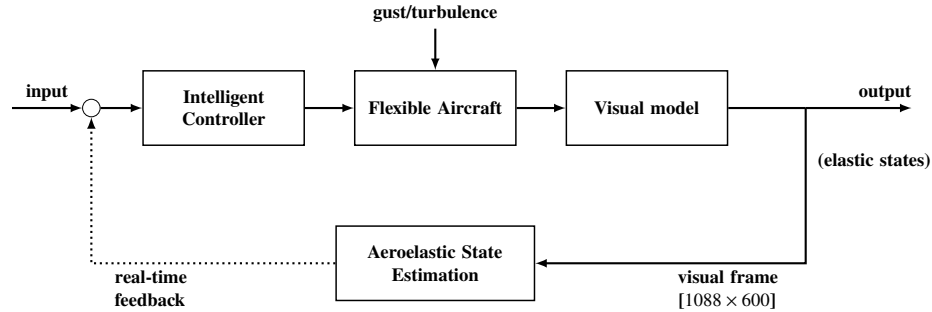 gust/turbulence
input
Intelligent
Controller
Flexible Aircraft
Visual model
output
(elastic states)
Aeroelastic State
Estimation
real-time
feedback
visual frame
[1088 × 600]